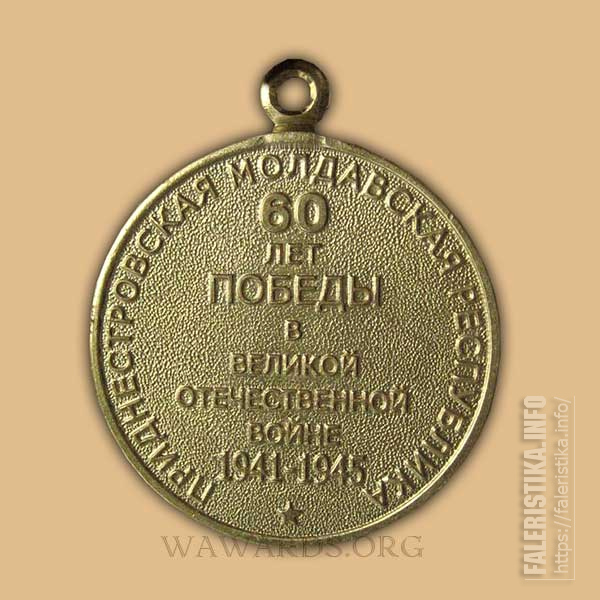 ПРИДНЕСТРОВСКАЯ МОЛДАВСКАЯ РЕСПУБЛИКА
60
ЛЕТ
ПОБЕДЫ
В
ВЕЛИКОЙ
ОТЕЧЕСТВЕННОЙ
ВОЙНЕ
1941-1945
WAWARDS.ORG
FALERISTIKA.INFO
https://faleristika.info/